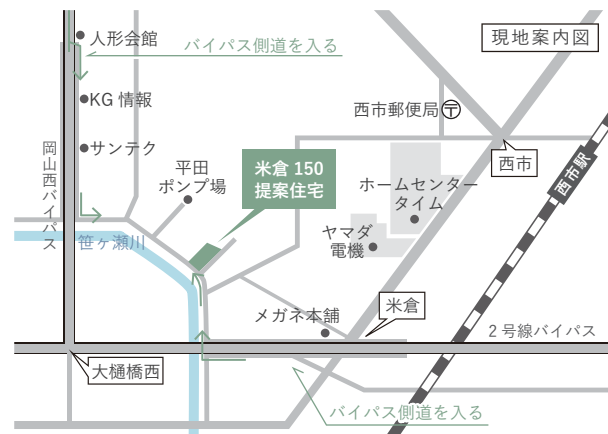 現地案内図
人形会館
バイパス側道を入る
KG 情報
西市郵便局
サンテク
岡山西バイパス
平田
ポンプ場
米倉 150
提案住宅
西市
西市駅
ホームセンター
タイム
ヤマダ
電機
笹ヶ瀬川
メガネ本舗
米倉
2 号線バイパス
大樋橋西
バイパス側道を入る